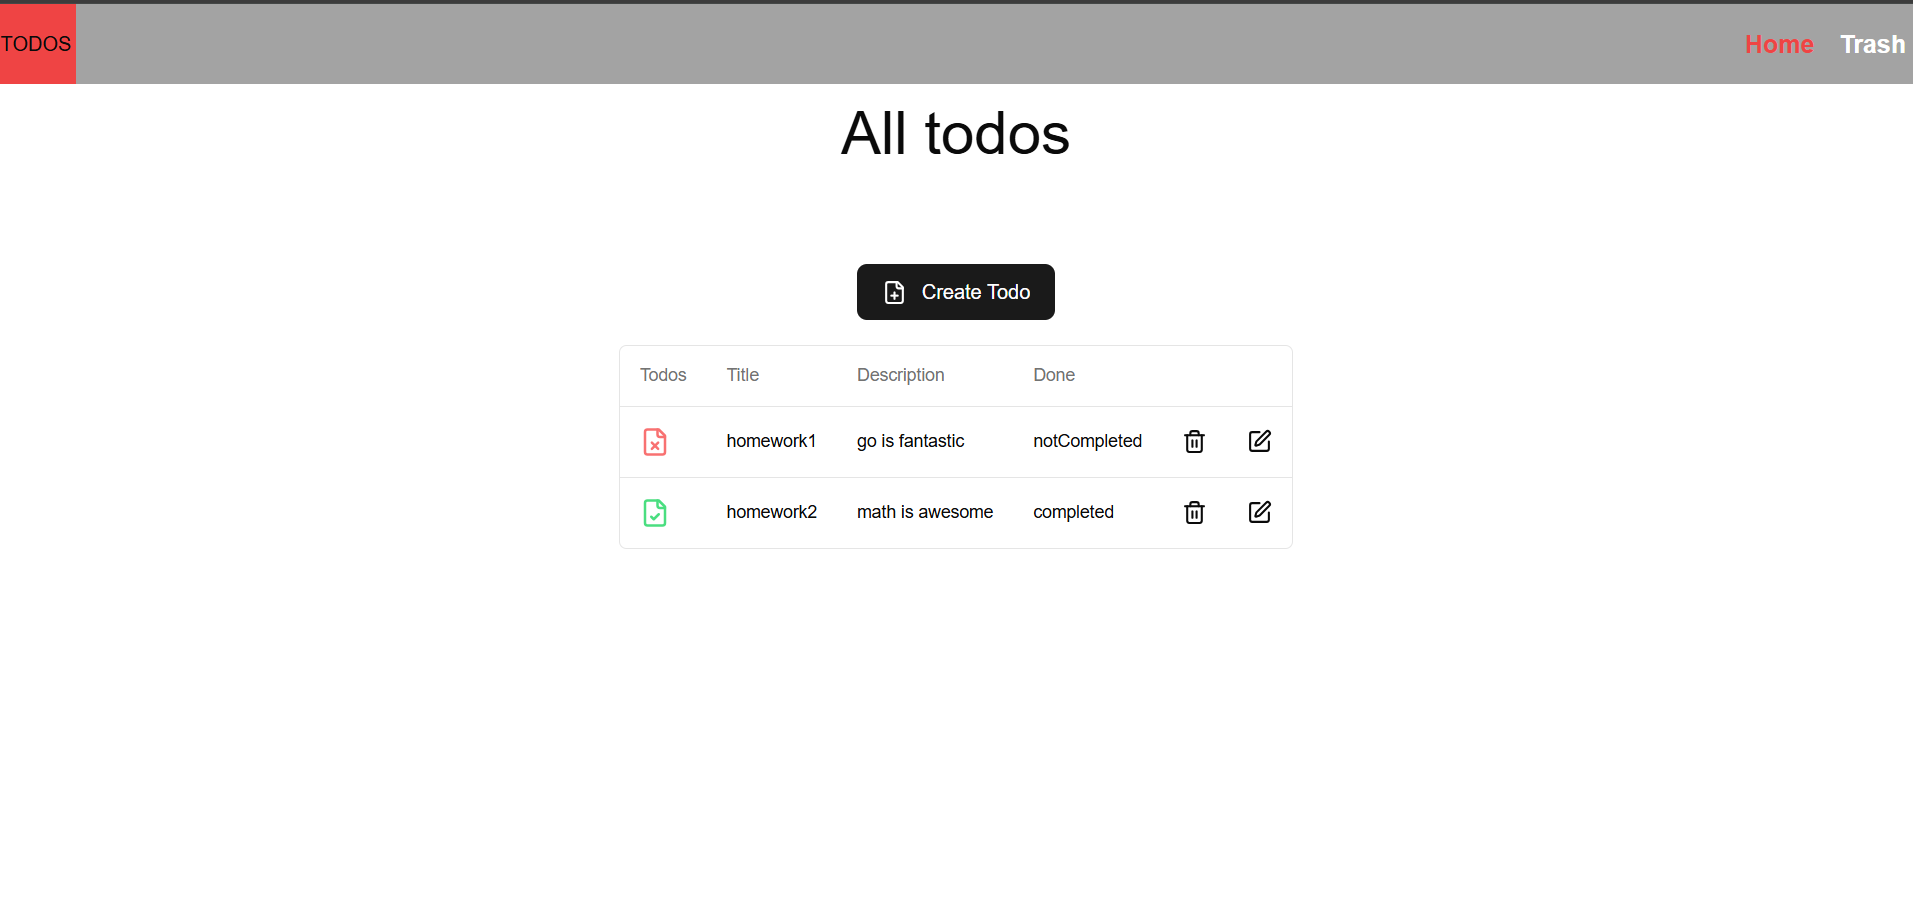 TODOS Home Trash
All todos
Create Todo
Todos Title Description Done
homework1 go is fantastic notCompleted
homework2 math is awesome completed